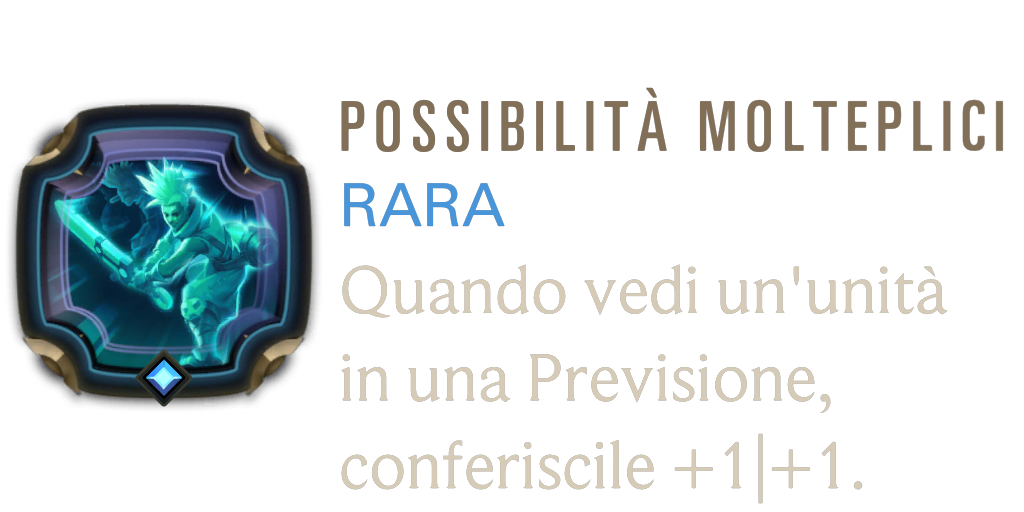 POSSIBILITÀ MOLTEPLICI
RARA
Quando vedi un'unità
in una Previsione,
conferiscile +1|+1.